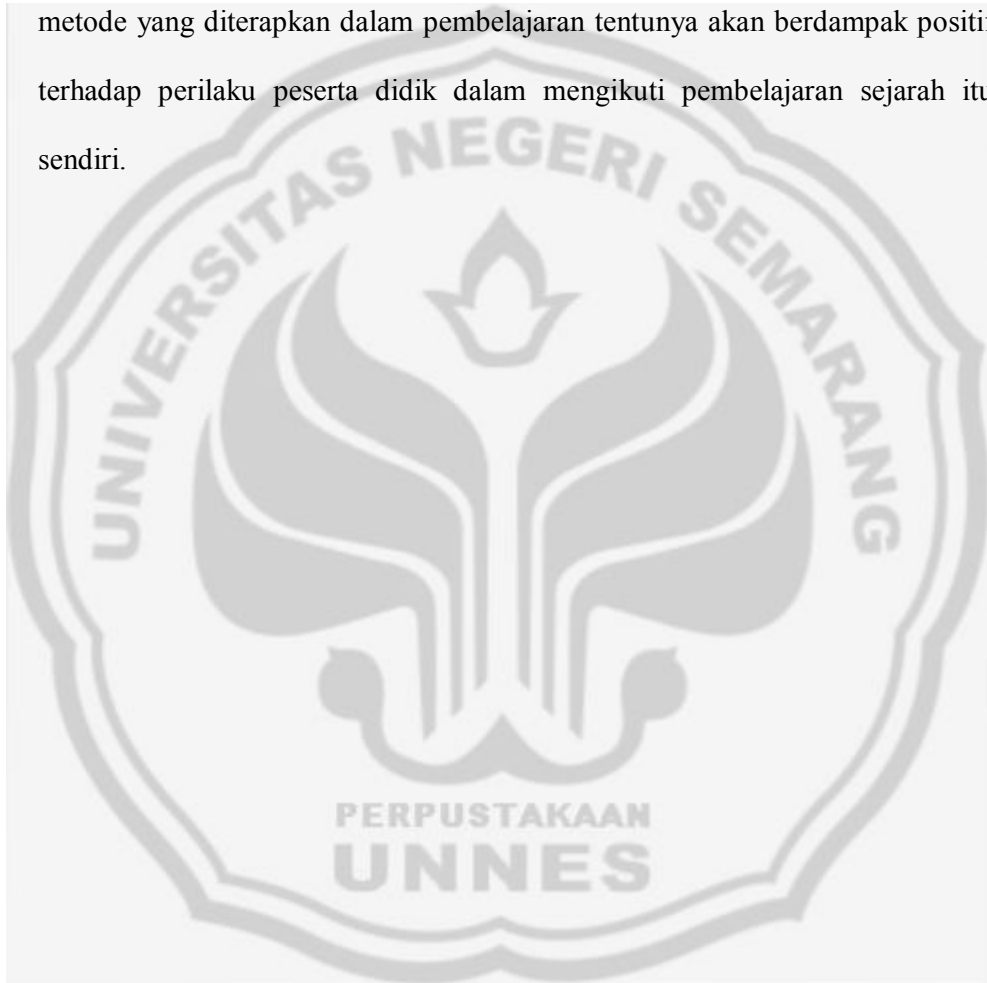 metode yang diterapkan dalam pembelajaran tentunya akan berdampak positif
terhadap perilaku peserta didik dalam mengikuti pembelajaran sejarah itu
sendiri.
UNIVERSITAS NEGERI SEMARANG
PERPUSTAKAAN
UNNES